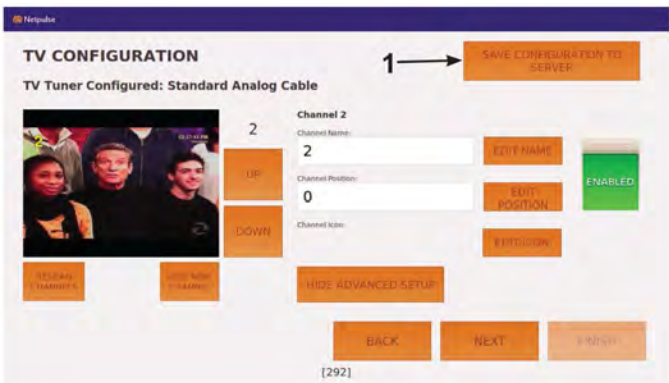 Netpulse
TV CONFIGURATION
1
SAVE CONFIGURATION TO
SERVER
TV Tuner Configured: Standard Analog Cable
2
2
Channel 2
Channel Name:
2
EDIT NAME
UP
Channel Position:
0
EDIT
POSITION
ENABLED
DOWN
Channel Icon:
EDIT ICON
RESCAN
CHANNELS
ADD NEW
CHANNEL
HIDE ADVANCED SETUP
BACK
NEXT
FINISH
[292]